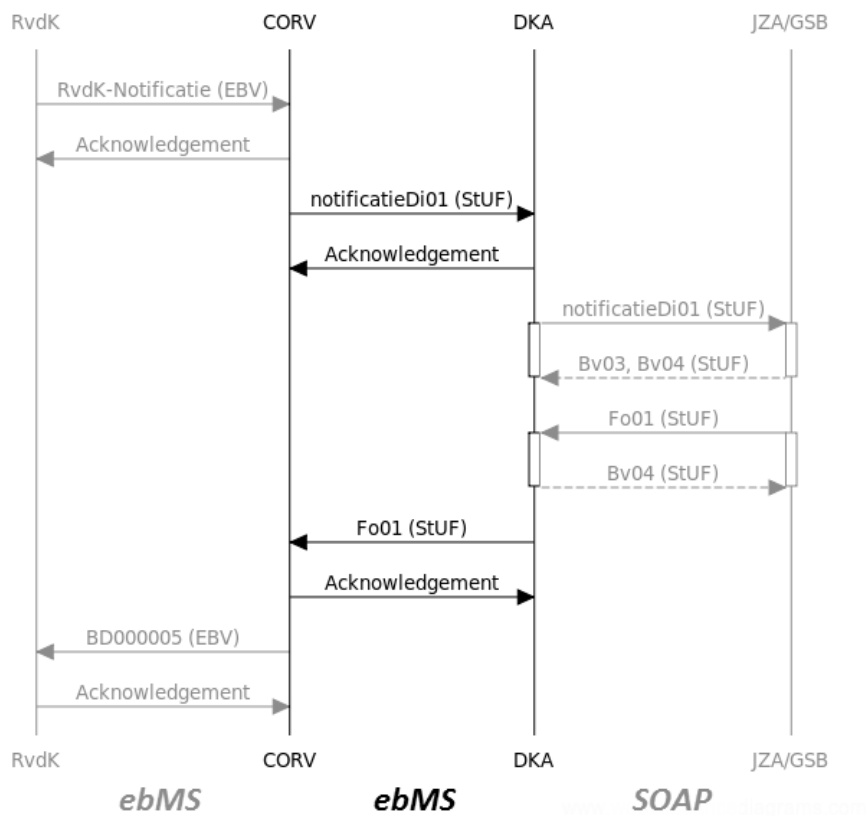 RvdK CORV DKA JZA/GSB
RvdK-Notificatie (EBV)
Acknowledgement
notificatieDi01 (StUF)
Acknowledgement
notificatieDi01 (StUF)
Bv03, Bv04 (StUF)
Fo01 (StUF)
Bv04 (StUF)
Fo01 (StUF)
Acknowledgement
BD000005 (EBV)
Acknowledgement
RvdK CORV DKA JZA/GSB
ebMS ebMS SOAP